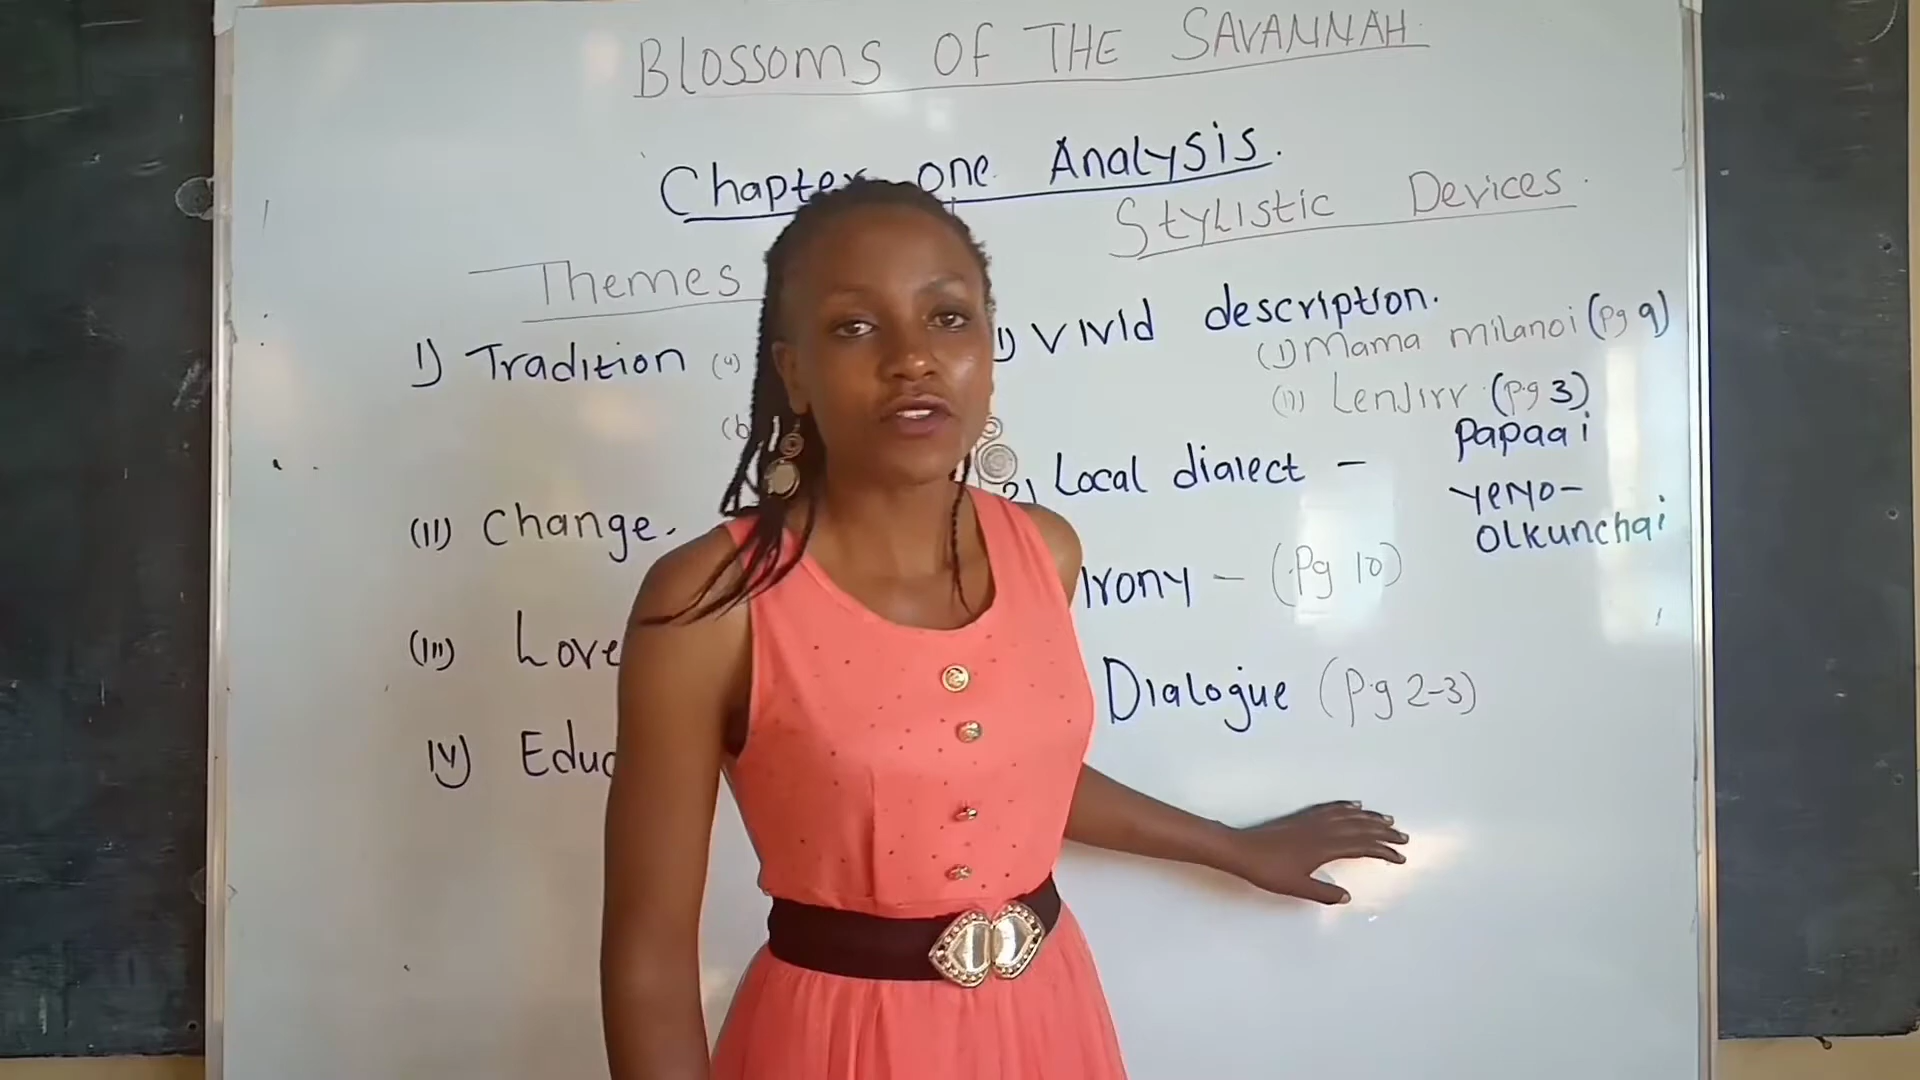 BLOSSOMS OF THE SAVANNAH.
Chapter one Analysis.
Themes
1) Tradition (a)
(b
(II) Change.
(III) Love
IV) Educ
Stylistic Devices.
1) Vivid description.
(I) Mama milanoi (pg 9)
(II) Lenjirr (pg 3)
2) Local dialect - papaai
yeiyo-
olkunchai
Irony - (pg 10)
Dialogue (pg 2-3)